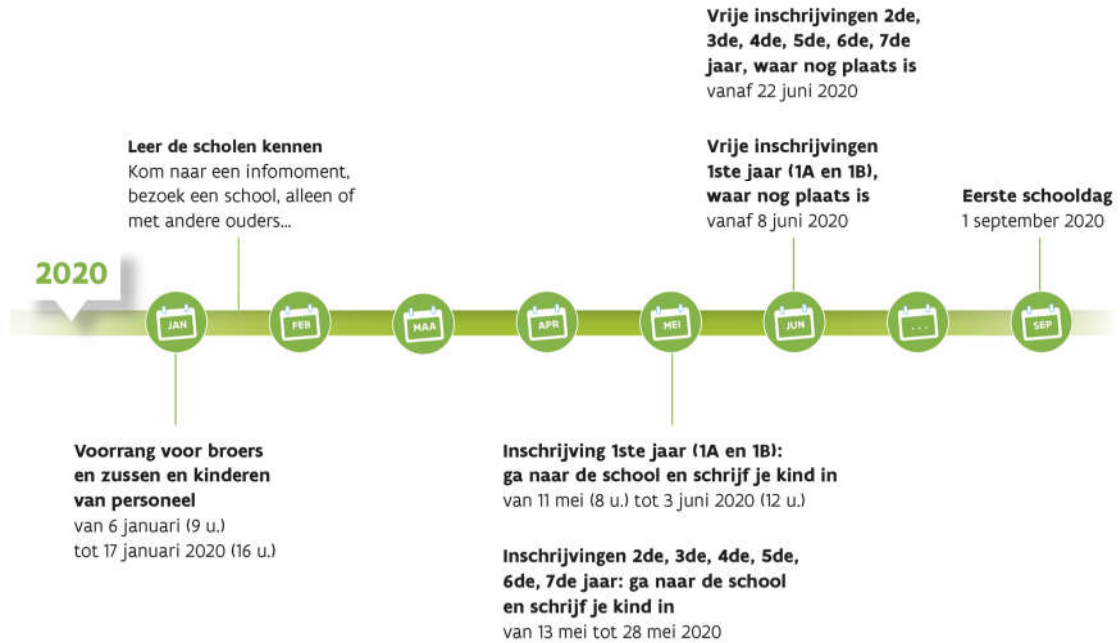 Vrije inschrijvingen 2de,
3de, 4de, 5de, 6de, 7de
jaar, waar nog plaats is
vanaf 22 juni 2020
Leer de scholen kennen
Kom naar een infomoment,
bezoek een school, alleen of
met andere ouders...
Vrije inschrijvingen
1ste jaar (1A en 1B),
waar nog plaats is
vanaf 8 juni 2020
Eerste schooldag
1 september 2020
2020
JAN
FEB
MAA
APR
MEI
JUN
...
SEP
Voorrang voor broers
en zussen en kinderen
van personeel
van 6 januari (9 u.)
tot 17 januari 2020 (16 u.)
Inschrijving 1ste jaar (1A en 1B):
ga naar de school en schrijf je kind in
van 11 mei (8 u.) tot 3 juni 2020 (12 u.)
Inschrijvingen 2de, 3de, 4de, 5de,
6de, 7de jaar: ga naar de school
en schrijf je kind in
van 13 mei tot 28 mei 2020